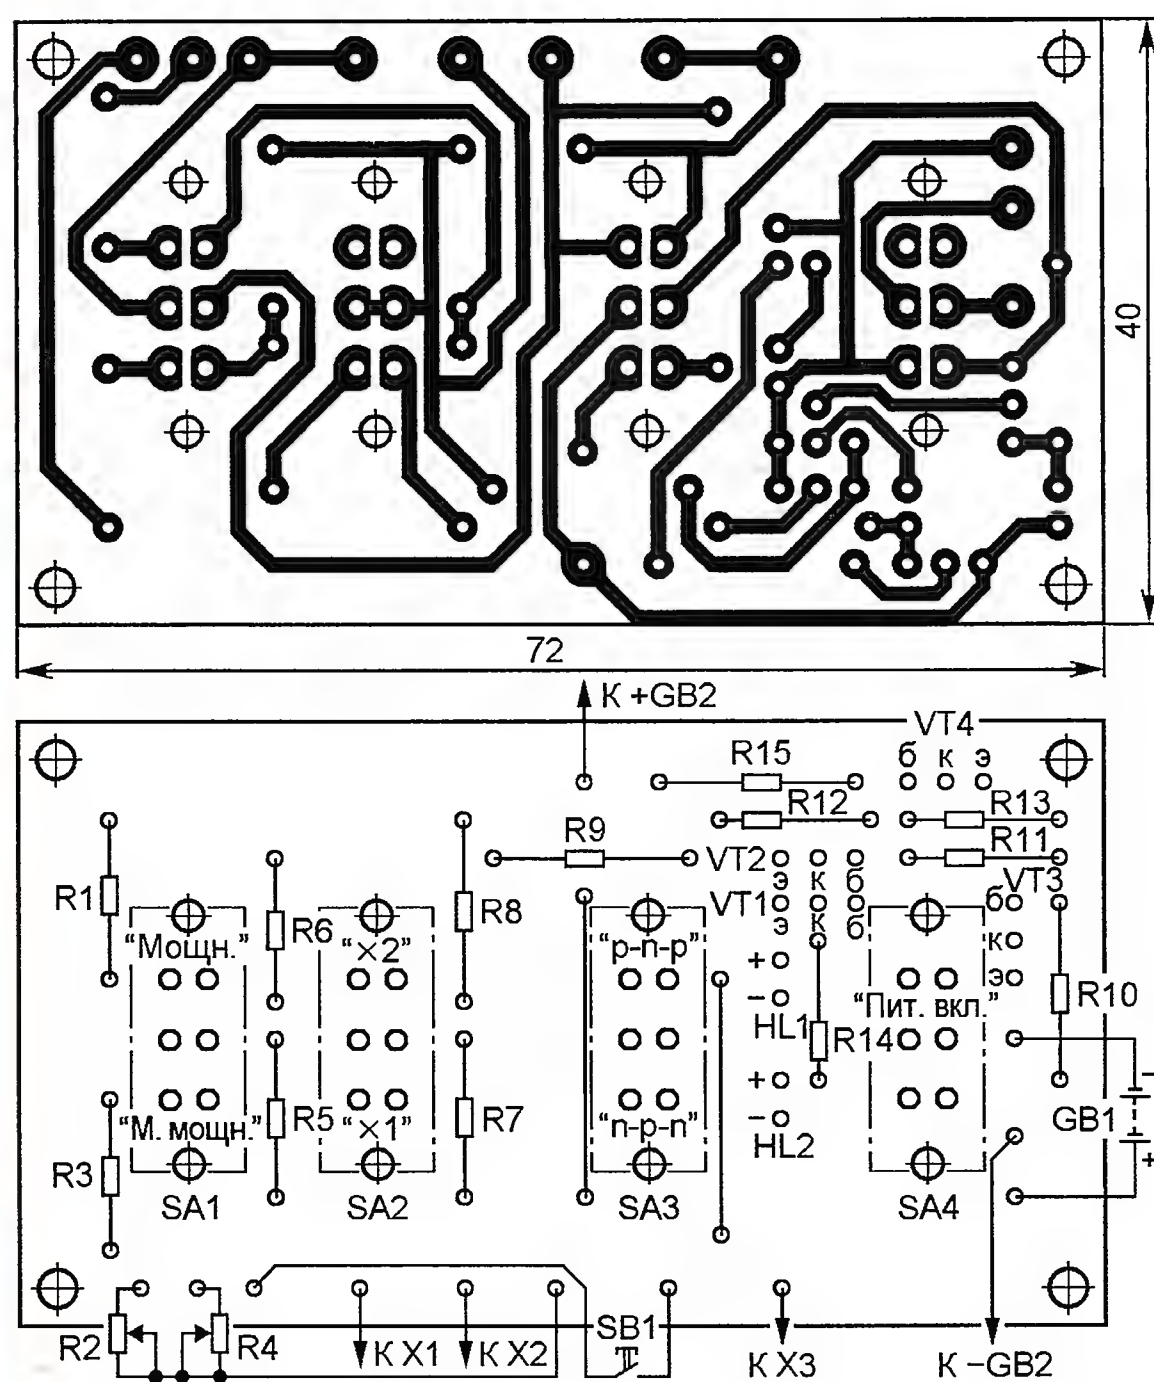 40
72
К +GB2
VT4
б к э
R15
R12
R13
R9
R11
VT2
э к б
VT3
VT1
э к б
б
к
э
R1
R6
R8
"Мощн."
"×2"
"p-n-p"
"Пит. вкл."
+
−
HL1
R10
R14
+
−
HL2
−
GB1
+
"М. мощн."
R5
"×1"
R7
"n-p-n"
R3
SA1
SA2
SA3
SA4
R2
R4
К X1
К X2
SB1
К X3
К −GB2